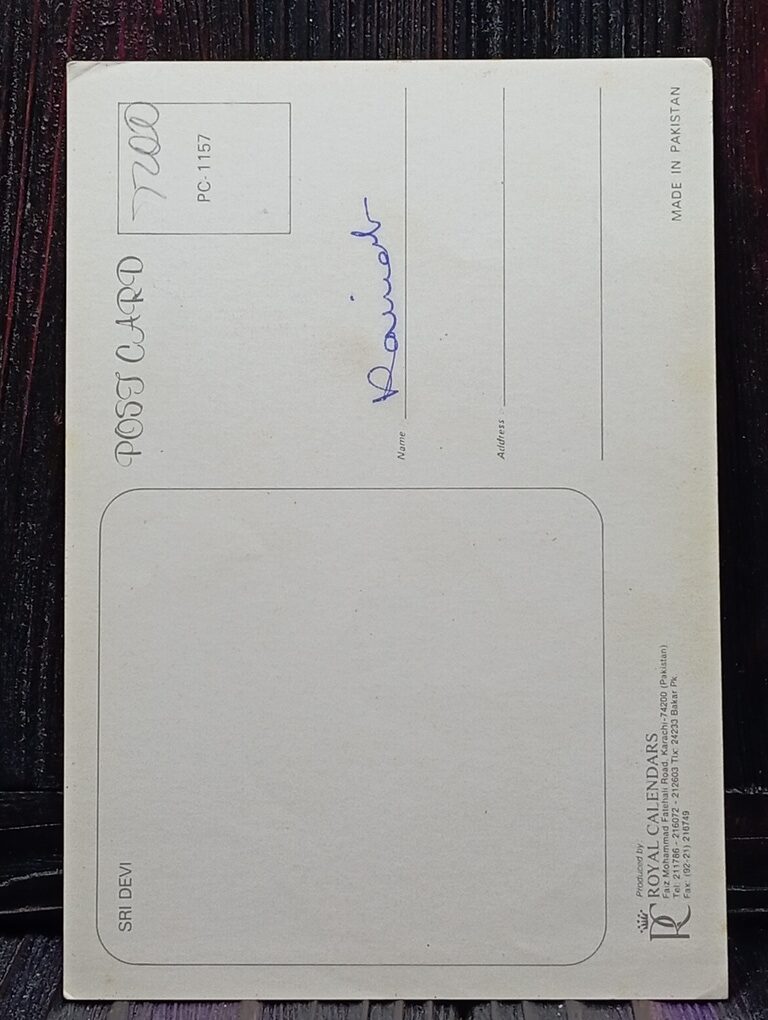 SRI DEVI
POST CARD
PC-1157
Name
Address
Produced by:
ROYAL CALENDARS
Faiz Mohammad Fatehali Road, Karachi-74200 (Pakistan)
Tel: 211786 - 216072 - 212603 Tlx: 24233 Bakar Pk.
Fax: (92-21) 216749
MADE IN PAKISTAN